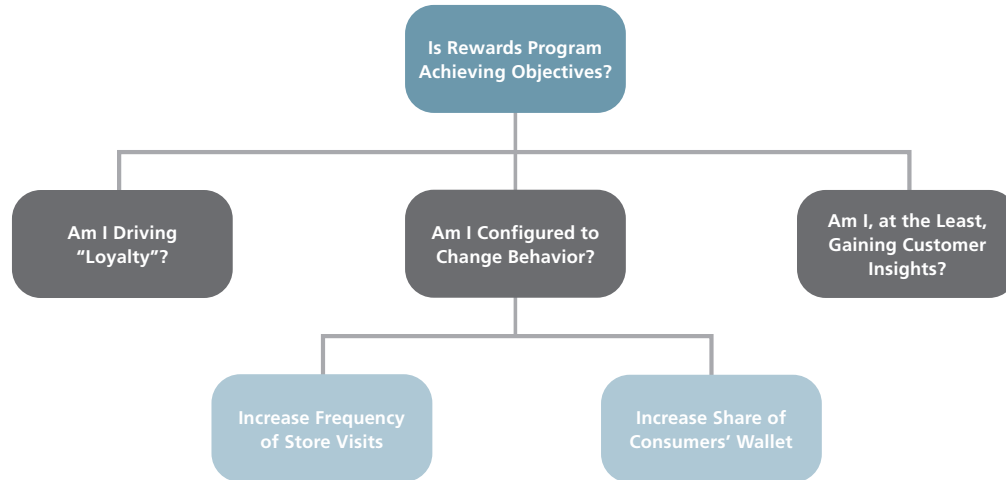 Is Rewards Program
Achieving Objectives?
Am I Driving
“Loyalty”?
Am I Configured to
Change Behavior?
Am I, at the Least,
Gaining Customer
Insights?
Increase Frequency
of Store Visits
Increase Share of
Consumers’ Wallet